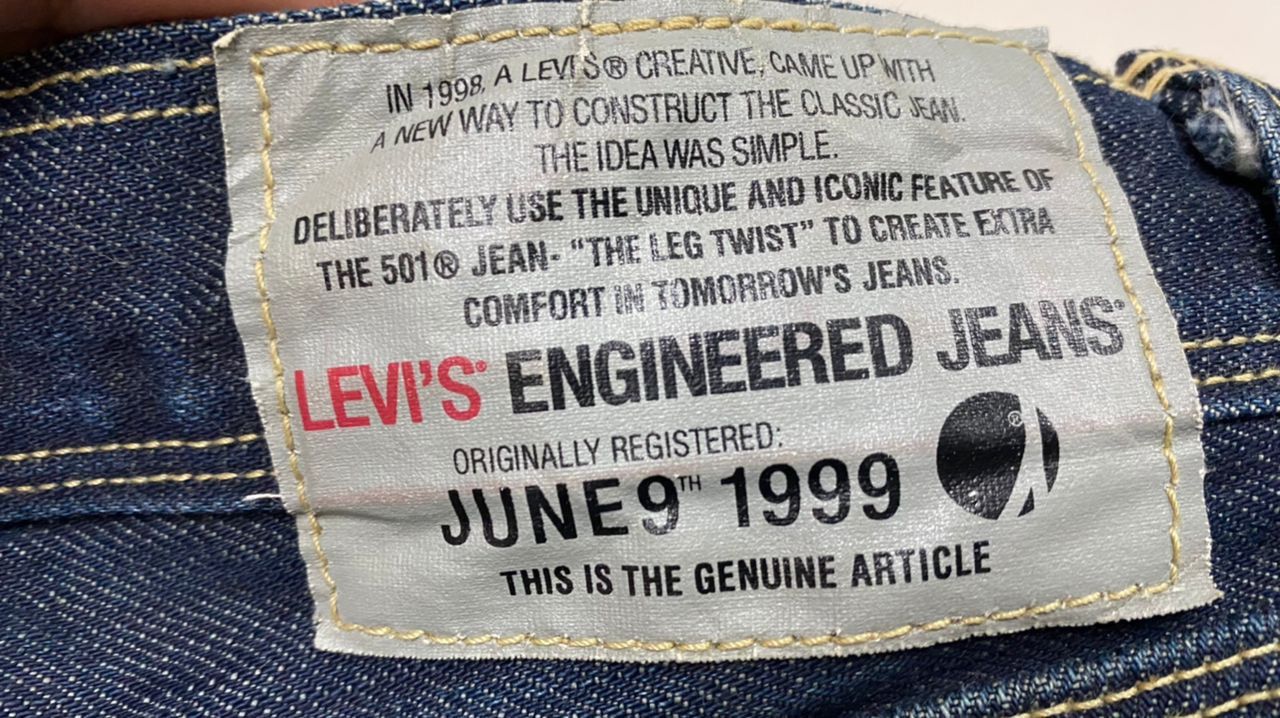 IN 1998, A LEVI'S® CREATIVE, CAME UP WITH
A NEW WAY TO CONSTRUCT THE CLASSIC JEAN.
THE IDEA WAS SIMPLE.
DELIBERATELY USE THE UNIQUE AND ICONIC FEATURE OF
THE 501® JEAN- "THE LEG TWIST" TO CREATE EXTRA
COMFORT IN TOMORROW'S JEANS.
LEVI'S® ENGINEERED JEANS®
ORIGINALLY REGISTERED:
JUNE 9TH 1999
®
THIS IS THE GENUINE ARTICLE